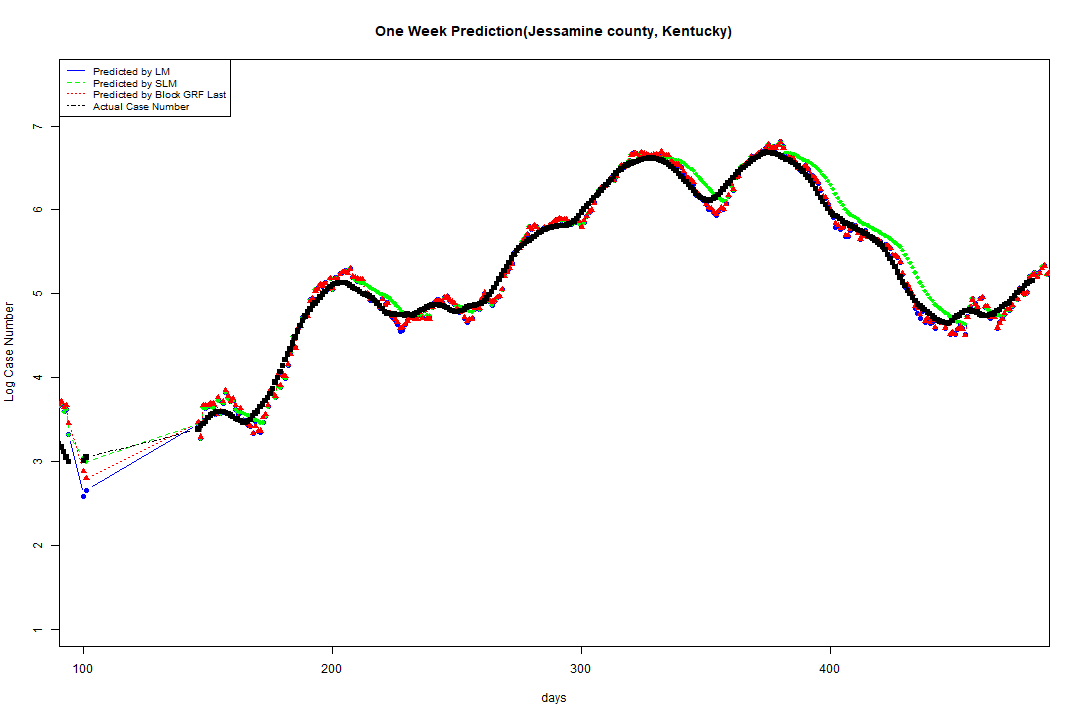 One Week Prediction(Jessamine county, Kentucky)
Predicted by LM
Predicted by SLM
Predicted by Block GRF Last
Actual Case Number
7
6
5
4
3
2
1
Log Case Number
100 200 300 400
days